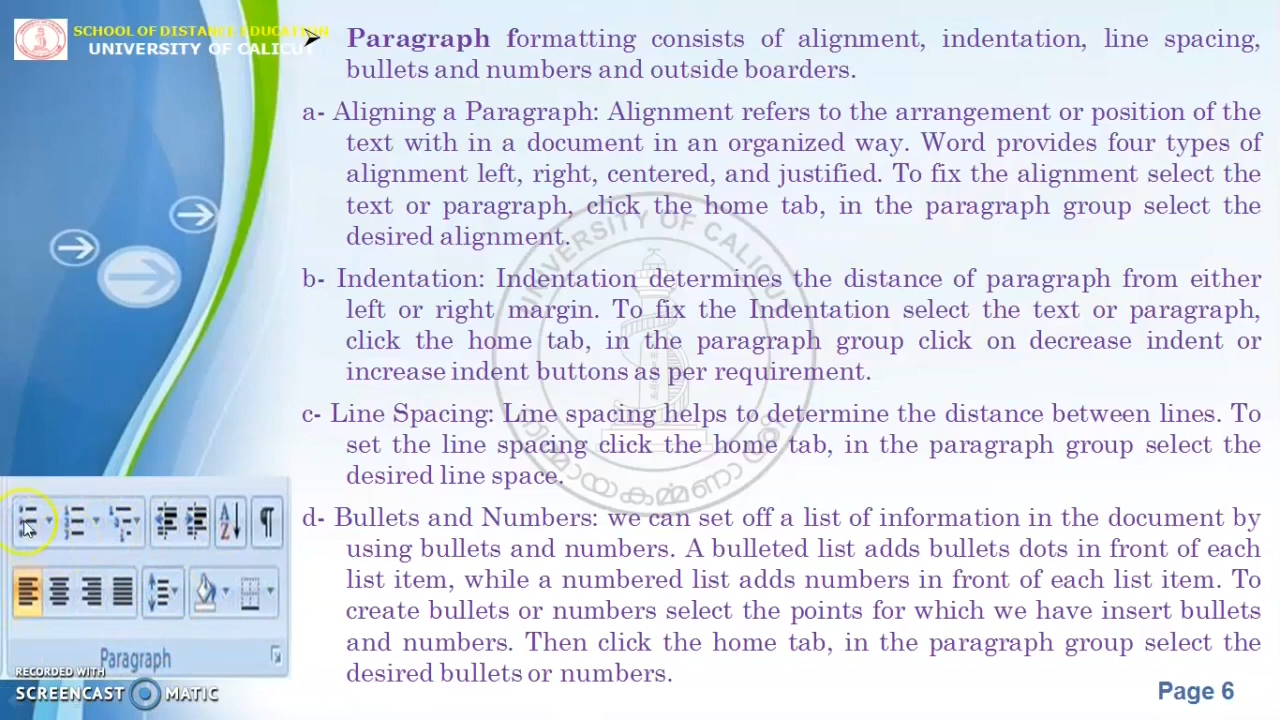 SCHOOL OF DISTANCE EDUCATION
UNIVERSITY OF CALICUT
Paragraph formatting consists of alignment, indentation, line spacing,
bullets and numbers and outside boarders.
a- Aligning a Paragraph: Alignment refers to the arrangement or position of the
text with in a document in an organized way. Word provides four types of
alignment left, right, centered, and justified. To fix the alignment select the
text or paragraph, click the home tab, in the paragraph group select the
desired alignment.
b- Indentation: Indentation determines the distance of paragraph from either
left or right margin. To fix the Indentation select the text or paragraph,
click the home tab, in the paragraph group click on decrease indent or
increase indent buttons as per requirement.
c- Line Spacing: Line spacing helps to determine the distance between lines. To
set the line spacing click the home tab, in the paragraph group select the
desired line space.
d- Bullets and Numbers: we can set off a list of information in the document by
using bullets and numbers. A bulleted list adds bullets dots in front of each
list item, while a numbered list adds numbers in front of each list item. To
create bullets or numbers select the points for which we have insert bullets
and numbers. Then click the home tab, in the paragraph group select the
desired bullets or numbers.
UNIVERSITY OF CALICUT
നിർമ്മായകർമ്മണാശ്രീ
Paragraph
RECORDED WITH
SCREENCAST MATIC
Page 6